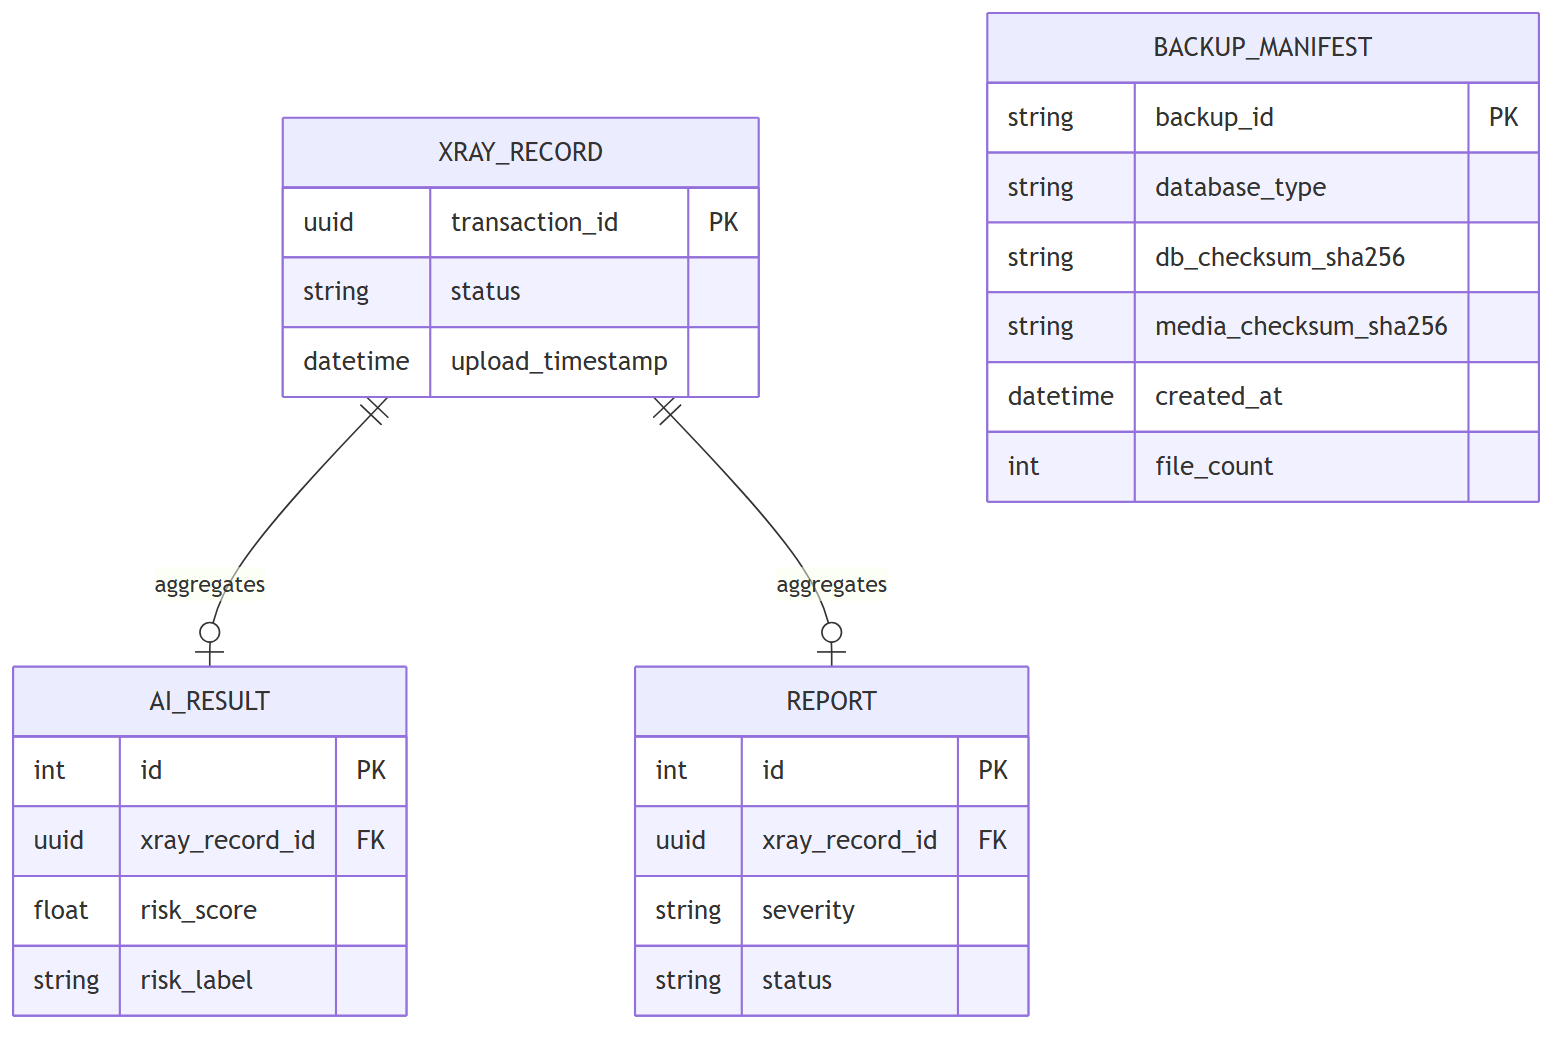 BACKUP_MANIFEST
string backup_id PK
string database_type
string db_checksum_sha256
string media_checksum_sha256
datetime created_at
int file_count
XRAY_RECORD
uuid transaction_id PK
string status
datetime upload_timestamp
aggregates
aggregates
AI_RESULT
int id PK
uuid xray_record_id FK
float risk_score
string risk_label
REPORT
int id PK
uuid xray_record_id FK
string severity
string status